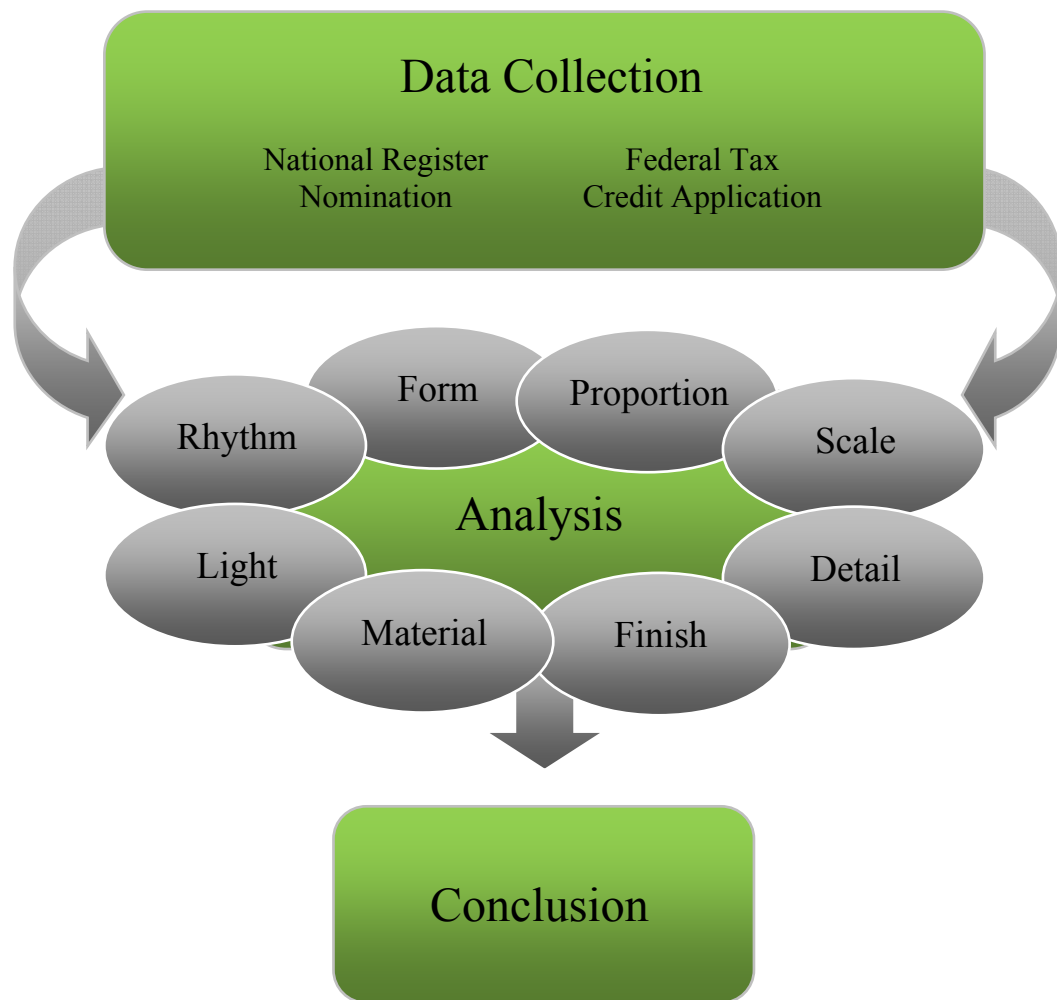 Data Collection
National Register
Nomination
Federal Tax
Credit Application
Form
Proportion
Rhythm
Scale
Analysis
Light
Detail
Material
Finish
Conclusion